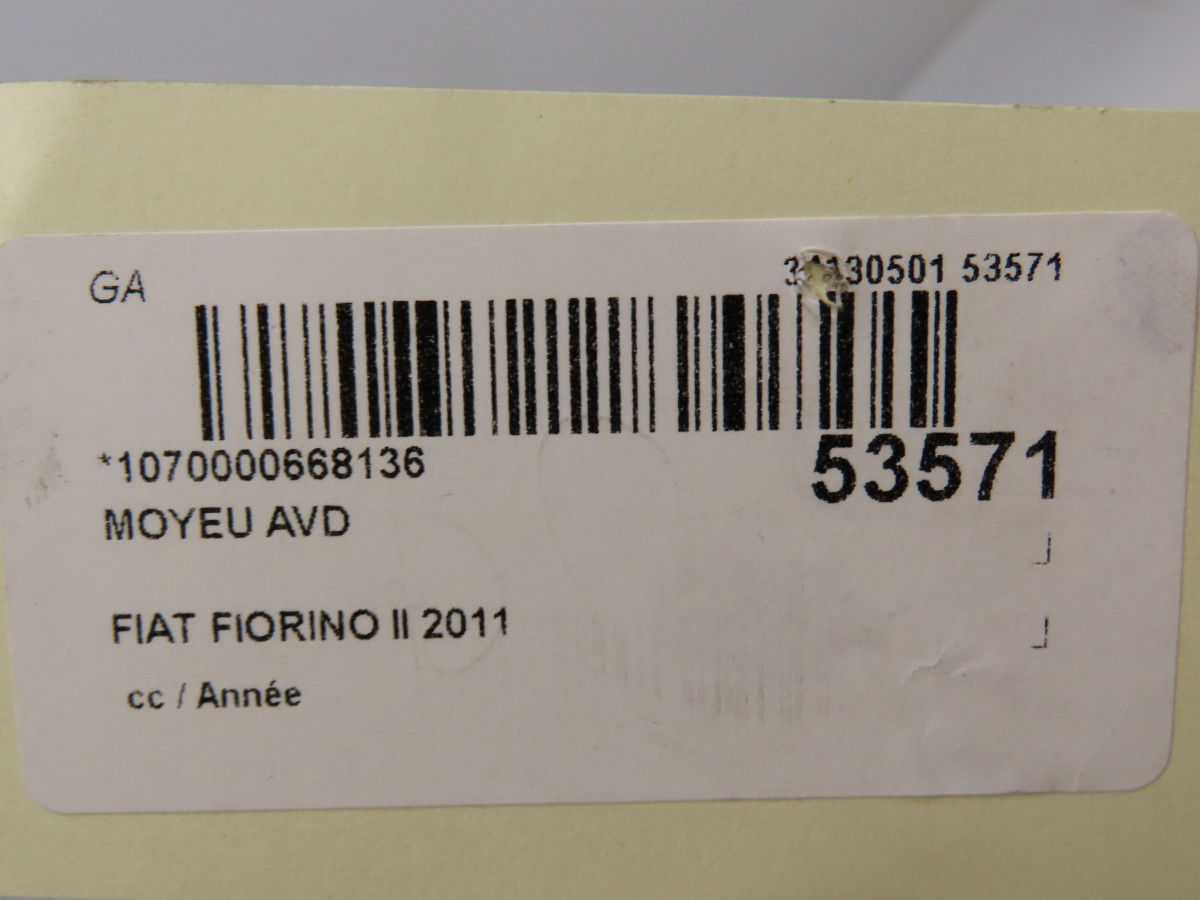 GA
53571
*1070000668136
53571
MOYEU AVD
FIAT FIORINO II 2011
cc / Année